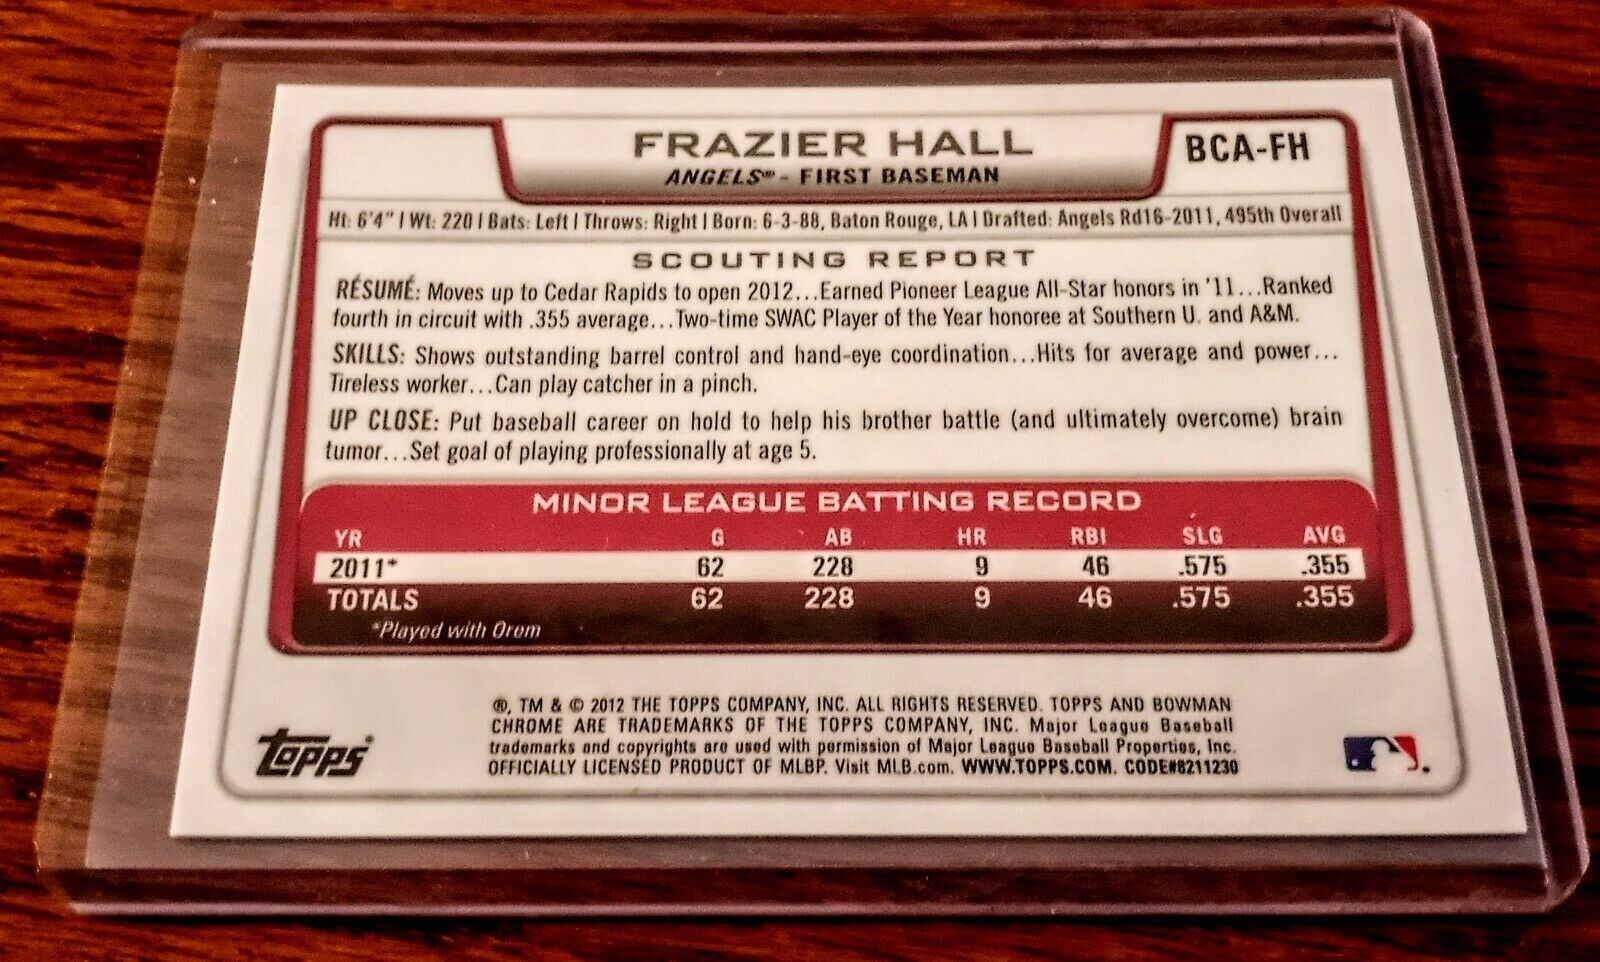 FRAZIER HALL
BCA-FH
ANGELS® - FIRST BASEMAN
Ht: 6'4" | Wt: 220 | Bats: Left | Throws: Right | Born: 6-3-88, Baton Rouge, LA | Drafted: Angels Rd16-2011, 495th Overall
SCOUTING REPORT
RÉSUMÉ: Moves up to Cedar Rapids to open 2012...Earned Pioneer League All-Star honors in '11...Ranked
fourth in circuit with .355 average...Two-time SWAC Player of the Year honoree at Southern U. and A&M.
SKILLS: Shows outstanding barrel control and hand-eye coordination...Hits for average and power...
Tireless worker...Can play catcher in a pinch.
UP CLOSE: Put baseball career on hold to help his brother battle (and ultimately overcome) brain
tumor...Set goal of playing professionally at age 5.
MINOR LEAGUE BATTING RECORD
YR G AB HR RBI SLG AVG
2011* 62 228 9 46 .575 .355
TOTALS 62 228 9 46 .575 .355
*Played with Orem
®, TM & © 2012 THE TOPPS COMPANY, INC. ALL RIGHTS RESERVED. TOPPS AND BOWMAN
CHROME ARE TRADEMARKS OF THE TOPPS COMPANY, INC. Major League Baseball
trademarks and copyrights are used with permission of Major League Baseball Properties, Inc.
OFFICIALLY LICENSED PRODUCT OF MLBP. Visit MLB.com. WWW.TOPPS.COM. CODE#8211230
Topps®